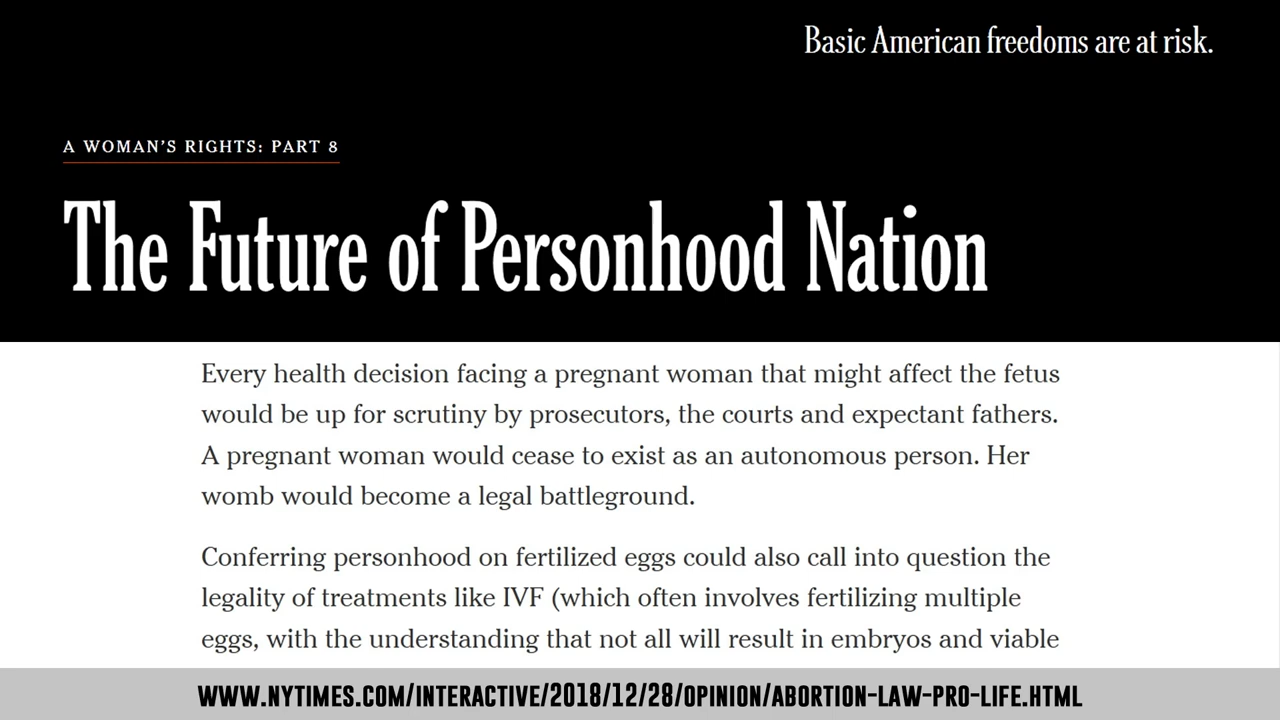 Basic American freedoms are at risk.
A WOMAN'S RIGHTS: PART 8
The Future of Personhood Nation
Every health decision facing a pregnant woman that might affect the fetus
would be up for scrutiny by prosecutors, the courts and expectant fathers.
A pregnant woman would cease to exist as an autonomous person. Her
womb would become a legal battleground.
Conferring personhood on fertilized eggs could also call into question the
legality of treatments like IVF (which often involves fertilizing multiple
eggs, with the understanding that not all will result in embryos and viable
WWW.NYTIMES.COM/INTERACTIVE/2018/12/28/OPINION/ABORTION-LAW-PRO-LIFE.HTML